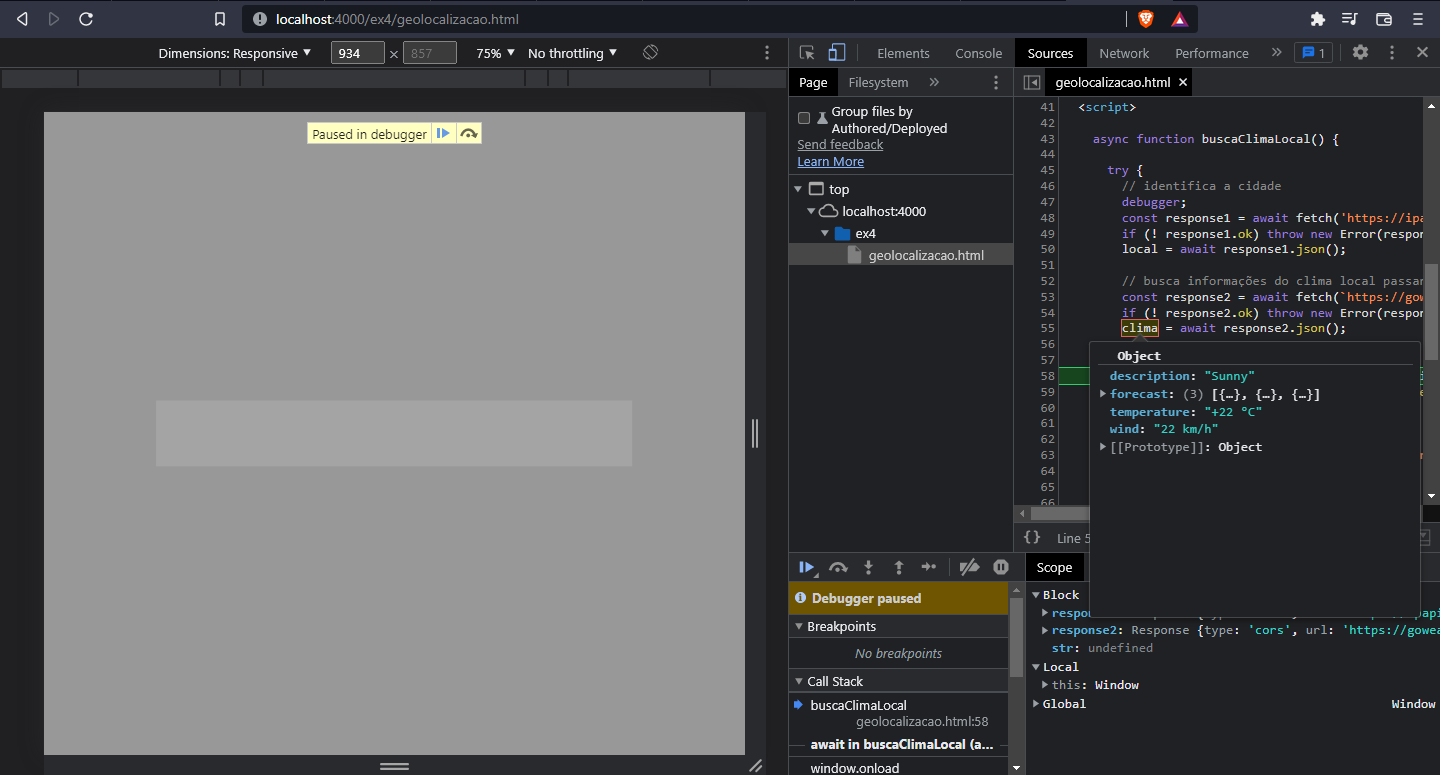 localhost:4000/ex4/geolocalizacao.html
Dimensions: Responsive ▼ 934 × 857 75% ▼ No throttling ▼
Elements Console Sources Network Performance » 1
Page Filesystem »
geolocalizacao.html ×
Paused in debugger
Group files by
Authored/Deployed
Send feedback
Learn More
top
localhost:4000
ex4
geolocalizacao.html
41 <script>
42
43 async function buscaClimaLocal() {
44
45 try {
46 // identifica a cidade
47 debugger;
48 const response1 = await fetch('https://ipa
49 if (! response1.ok) throw new Error(respon
50 local = await response1.json();
51
52 // busca informações do clima local passar
53 const response2 = await fetch(`https://gow
54 if (! response2.ok) throw new Error(respon
55 clima = await response2.json();
56
57
58
59
60
61
62
63
64
65
66
Object
description: "Sunny"
forecast: (3) [{…}, {…}, {…}]
temperature: "+22 °C"
wind: "22 km/h"
[[Prototype]]: Object
{} Line 5
Debugger paused
Breakpoints
No breakpoints
Call Stack
buscaClimaLocal
geolocalizacao.html:58
await in buscaClimaLocal (a...
window.onload
Scope
Block
respon
response2: Response {type: 'cors', url: 'https://gowea
str: undefined
Local
this: Window
Global Window